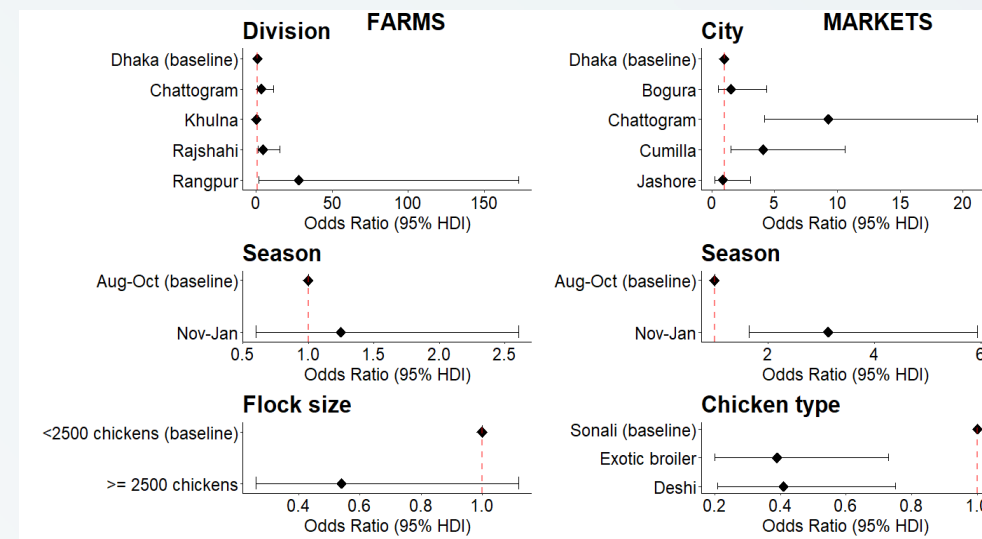 FARMS
Division
Dhaka (baseline)
Chattogram
Khulna
Rajshahi
Rangpur
0 50 100 150
Odds Ratio (95% HDI)
Season
Aug-Oct (baseline)
Nov-Jan
0.5 1.0 1.5 2.0 2.5
Odds Ratio (95% HDI)
Flock size
<2500 chickens (baseline)
>= 2500 chickens
0.4 0.6 0.8 1.0
Odds Ratio (95% HDI)
MARKETS
City
Dhaka (baseline)
Bogura
Chattogram
Cumilla
Jashore
0 5 10 15 20
Odds Ratio (95% HDI)
Season
Aug-Oct (baseline)
Nov-Jan
2 4 6
Odds Ratio (95% HDI)
Chicken type
Sonali (baseline)
Exotic broiler
Deshi
0.2 0.4 0.6 0.8 1.0
Odds Ratio (95% HDI)